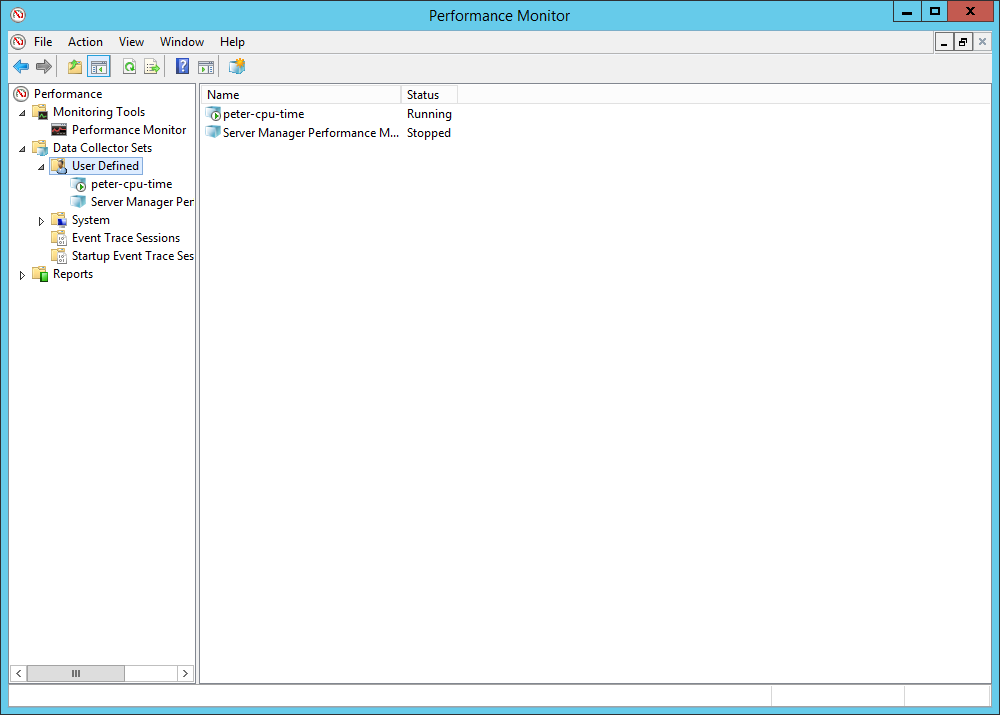 Performance Monitor
File Action View Window Help
Performance
Monitoring Tools
Performance Monitor
Data Collector Sets
User Defined
peter-cpu-time
Server Manager Per
System
Event Trace Sessions
Startup Event Trace Ses
Reports
Name Status
peter-cpu-time Running
Server Manager Performance M... Stopped